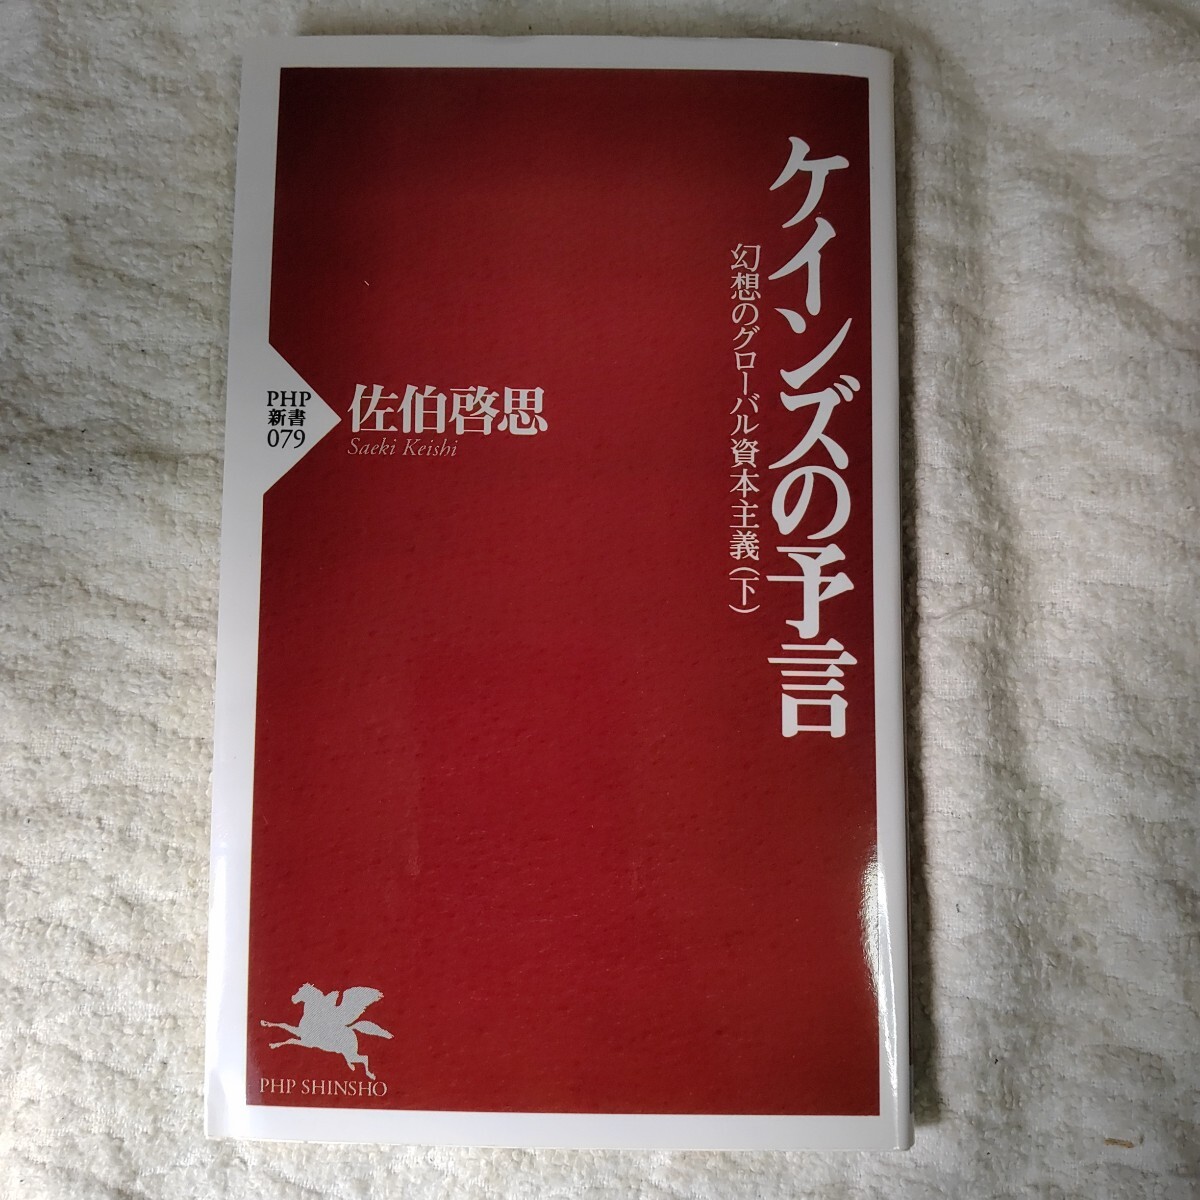 ケインズの予言
幻想のグローバル資本主義(下)
佐伯啓思
Saeki Keishi
PHP
新書
079
PHP SHINSHO